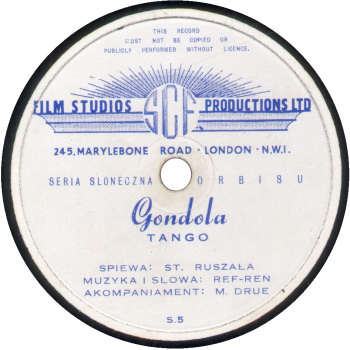 THIS RECORD
MUST NOT BE COPIED OR
PUBLICLY PERFORMED WITHOUT LICENCE.
FILM STUDIOS SCF PRODUCTIONS LTD
245, MARYLEBONE ROAD · LONDON · N.W.1.
SERIA SLONECZNA ORBISU
Gondola
TANGO
SPIEWA: ST. RUSZAŁA
MUZYKA I SLOWA: REF-REN
AKOMPANIAMENT: M. DRUE
S.5